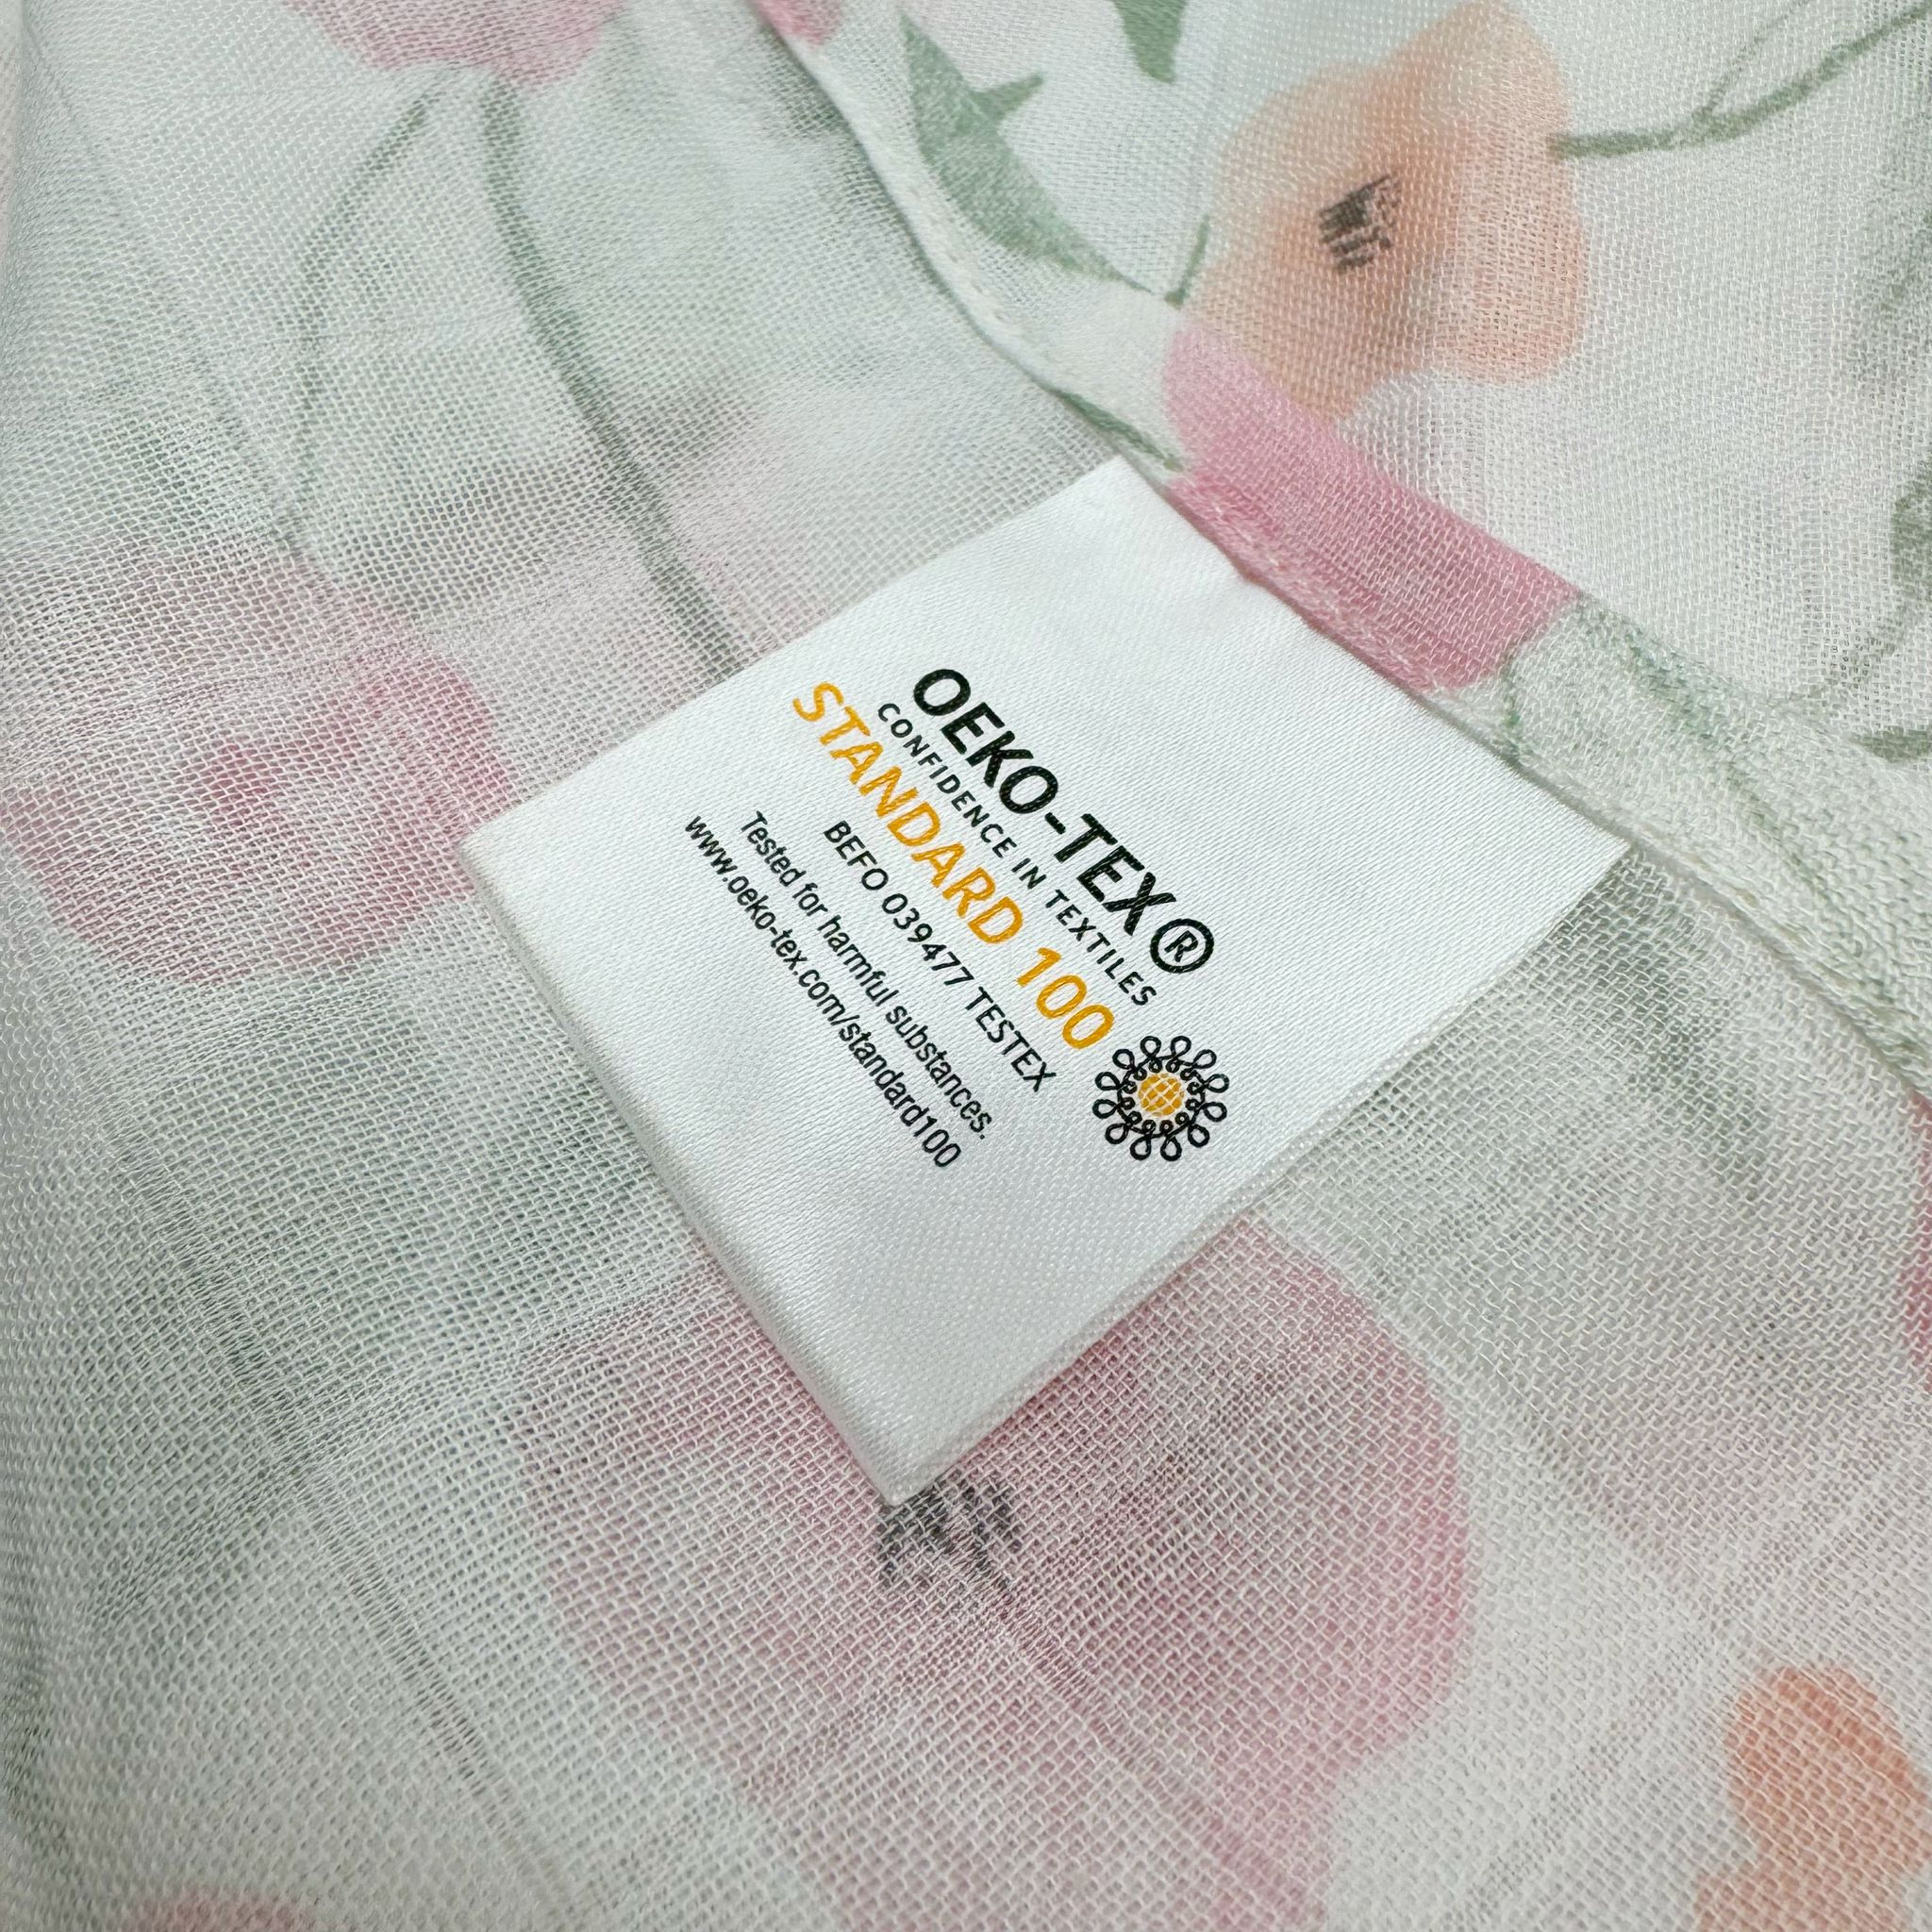 OEKO-TEX®
CONFIDENCE IN TEXTILES
STANDARD 100
BEFO 039477 TESTEX
Tested for harmful substances.
www.oeko-tex.com/standard100